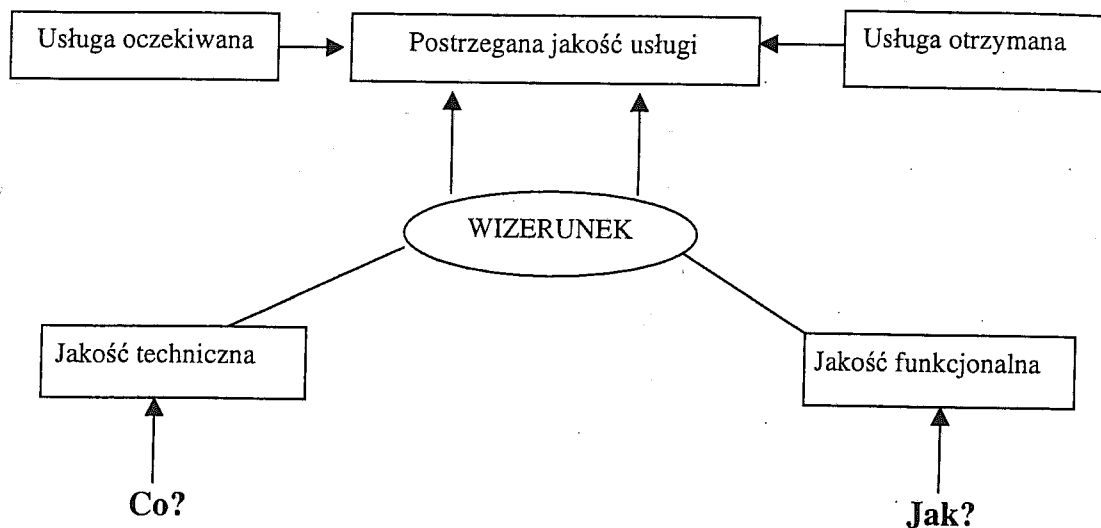 Usługa oczekiwana
Postrzegana jakość usługi
Usługa otrzymana
WIZERUNEK
Jakość techniczna
Jakość funkcjonalna
Co?
Jak?